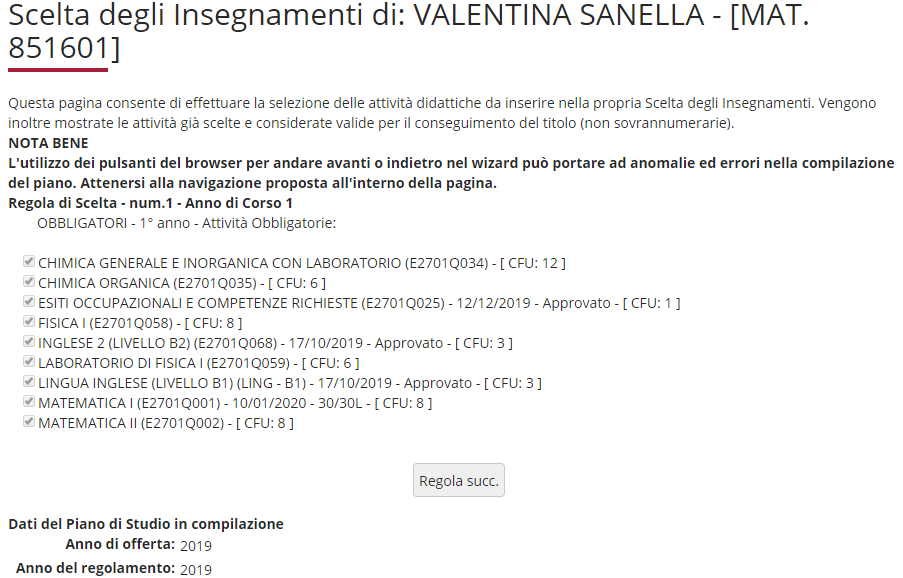 Scelta degli Insegnamenti di: VALENTINA SANELLA - [MAT.
851601]
Questa pagina consente di effettuare la selezione delle attività didattiche da inserire nella propria Scelta degli Insegnamenti. Vengono
inoltre mostrate le attività già scelte e considerate valide per il conseguimento del titolo (non sovrannumerarie).
NOTA BENE
L'utilizzo dei pulsanti del browser per andare avanti o indietro nel wizard può portare ad anomalie ed errori nella compilazione
del piano. Attenersi alla navigazione proposta all'interno della pagina.
Regola di Scelta - num.1 - Anno di Corso 1
OBBLIGATORI - 1° anno - Attività Obbligatorie:
CHIMICA GENERALE E INORGANICA CON LABORATORIO (E2701Q034) - [ CFU: 12 ]
CHIMICA ORGANICA (E2701Q035) - [ CFU: 6 ]
ESITI OCCUPAZIONALI E COMPETENZE RICHIESTE (E2701Q025) - 12/12/2019 - Approvato - [ CFU: 1 ]
FISICA I (E2701Q058) - [ CFU: 8 ]
INGLESE 2 (LIVELLO B2) (E2701Q068) - 17/10/2019 - Approvato - [ CFU: 3 ]
LABORATORIO DI FISICA I (E2701Q059) - [ CFU: 6 ]
LINGUA INGLESE (LIVELLO B1) (LING - B1) - 17/10/2019 - Approvato - [ CFU: 3 ]
MATEMATICA I (E2701Q001) - 10/01/2020 - 30/30L - [ CFU: 8 ]
MATEMATICA II (E2701Q002) - [ CFU: 8 ]
Regola succ.
Dati del Piano di Studio in compilazione
Anno di offerta: 2019
Anno del regolamento: 2019